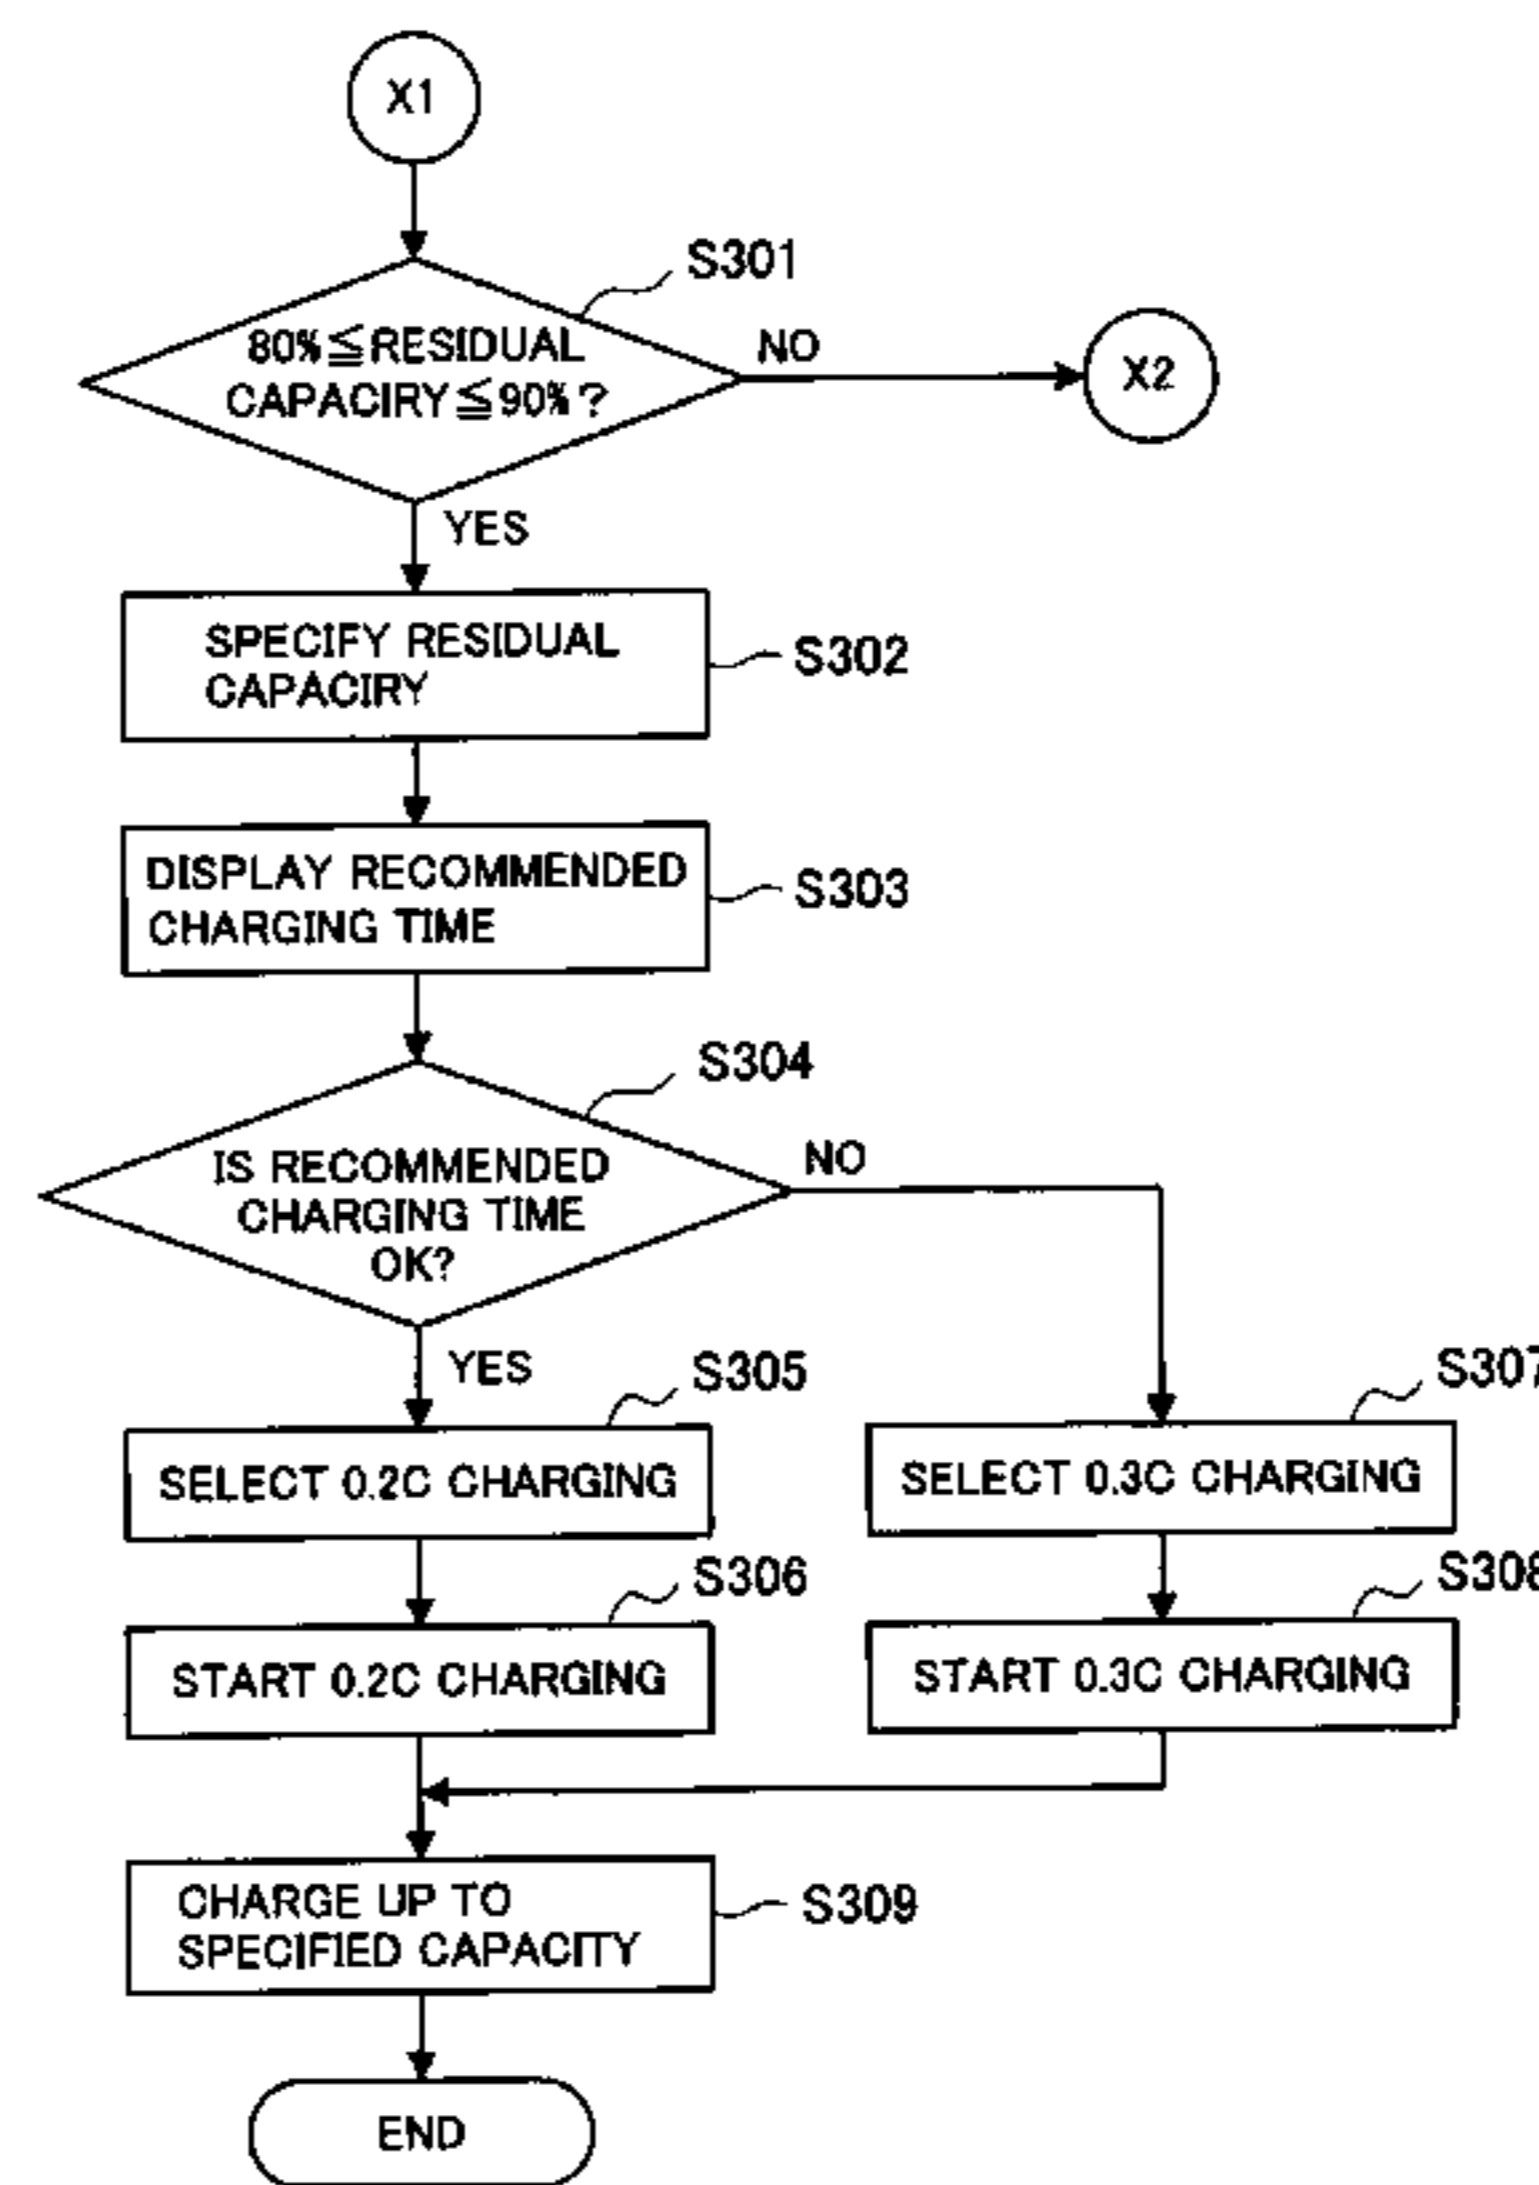 X1
S301
80%≦RESIDUAL
CAPACIRY≦90%?
NO
X2
YES
SPECIFY RESIDUAL
CAPACIRY
S302
DISPLAY RECOMMENDED
CHARGING TIME
S303
S304
IS RECOMMENDED
CHARGING TIME
OK?
NO
YES
S305
S307
SELECT 0.2C CHARGING
SELECT 0.3C CHARGING
S306
S308
START 0.2C CHARGING
START 0.3C CHARGING
CHARGE UP TO
SPECIFIED CAPACITY
S309
END